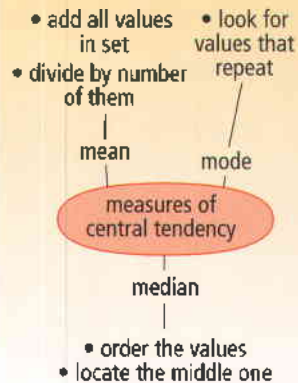 • add all values
in set
• divide by number
of them
mean
• look for
values that
repeat
mode
measures of
central tendency
median
• order the values
• locate the middle one